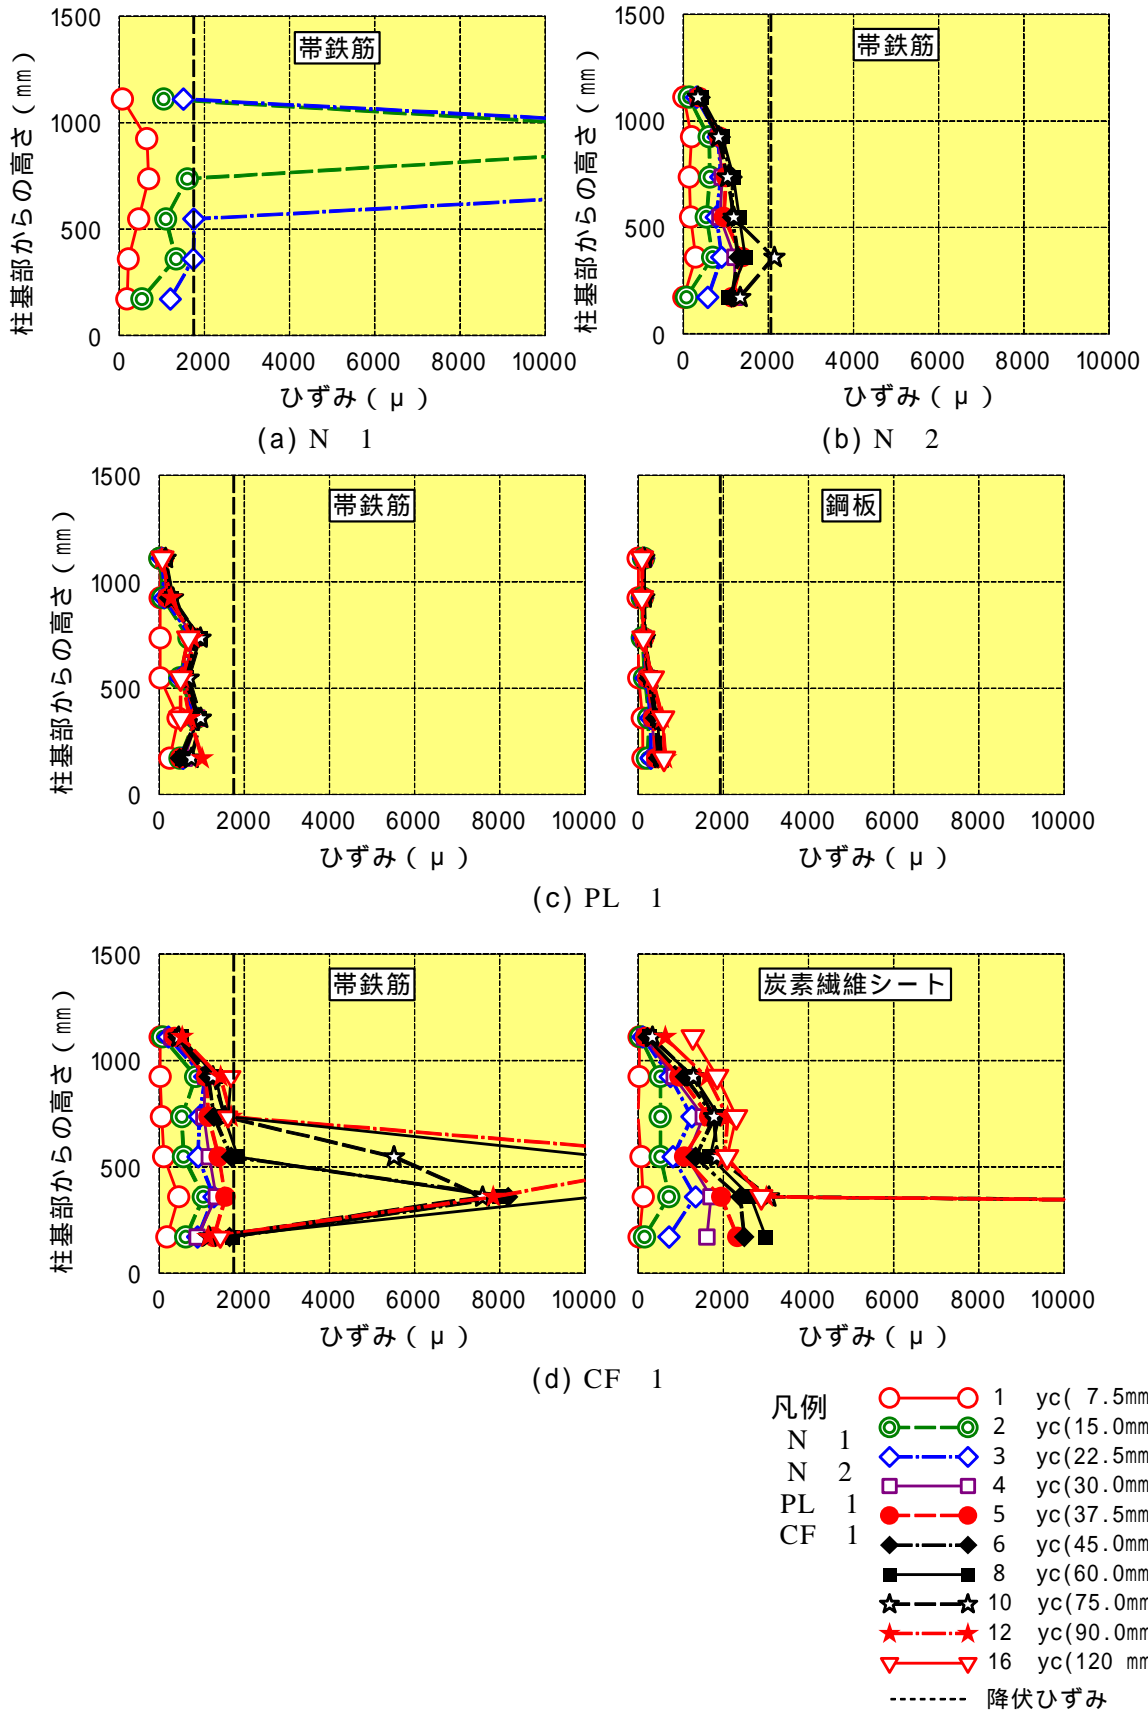 1500
1000
500
0
柱基部からの高さ ( ㎜ )
帯鉄筋
0 2000 4000 6000 8000 10000
ひずみ ( μ )
(a) N 1
1500
1000
500
0
柱基部からの高さ ( ㎜ )
帯鉄筋
0 2000 4000 6000 8000 10000
ひずみ ( μ )
(b) N 2
1500
1000
500
0
柱基部からの高さ ( ㎜ )
帯鉄筋
0 2000 4000 6000 8000 10000
ひずみ ( μ )
鋼板
0 2000 4000 6000 8000 10000
ひずみ ( μ )
(c) PL 1
1500
1000
500
0
柱基部からの高さ ( ㎜ )
帯鉄筋
0 2000 4000 6000 8000 10000
ひずみ ( μ )
炭素繊維シート
0 2000 4000 6000 8000 10000
ひずみ ( μ )
(d) CF 1
凡例
N 1
N 2
PL 1
CF 1
1 yc( 7.5㎜
2 yc(15.0㎜
3 yc(22.5㎜
4 yc(30.0㎜
5 yc(37.5㎜
6 yc(45.0㎜
8 yc(60.0㎜
10 yc(75.0㎜
12 yc(90.0㎜
16 yc(120 ㎜
降伏ひずみ